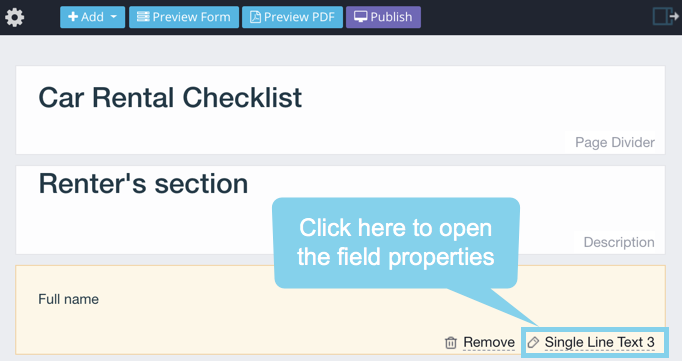 Add Preview Form Preview PDF Publish
Car Rental Checklist
Page Divider
Renter's section
Click here to open
the field properties
Description
Full name
Remove Single Line Text 3